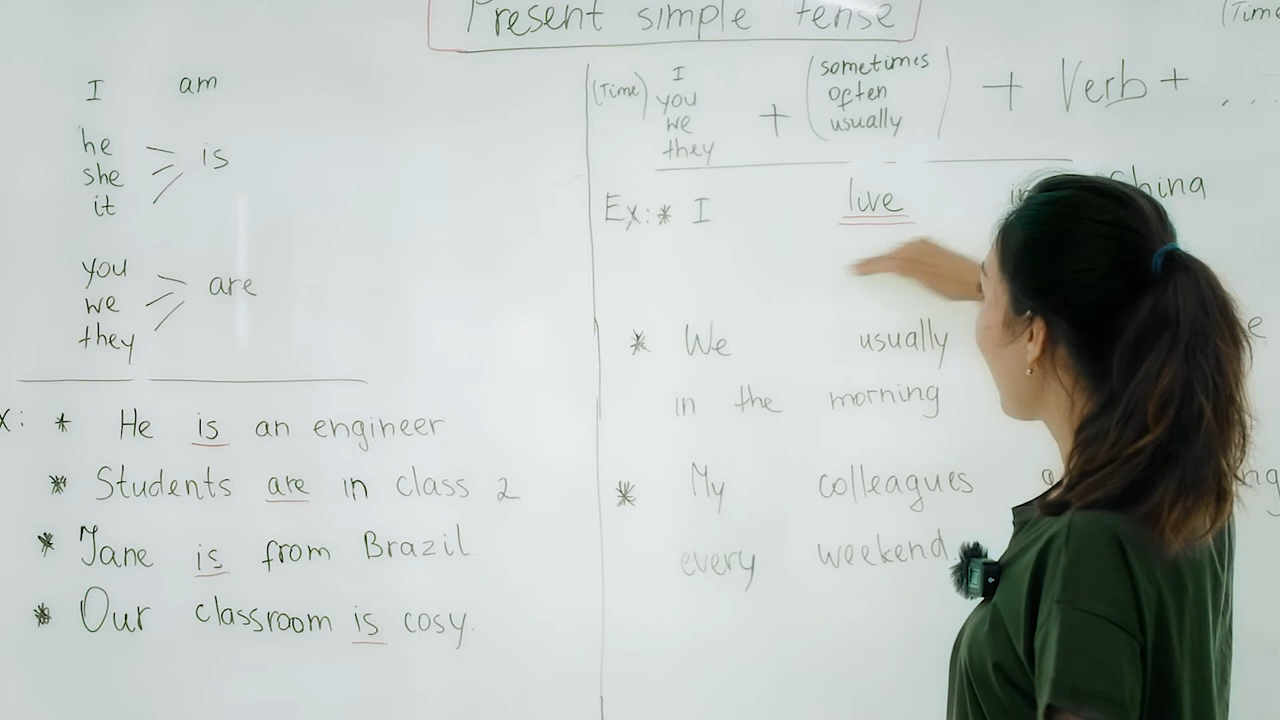 Present simple tense
(Time
I am
he
she is
it
you
we are
they
He is an engineer
* Students are in class 2
* Jane is from Brazil.
* Our classroom is cosy.
(Time) I
you
we
they
+ (sometimes
often
usually) + Verb + ...
Ex: * I live in China
* We usually
in the morning
* My colleagues
every weekend